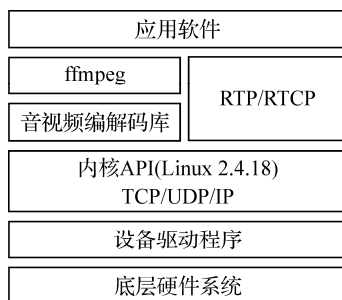 应用软件
ffmpeg
音视频编解码库
RTP/RTCP
内核API(Linux 2.4.18)
TCP/UDP/IP
设备驱动程序
底层硬件系统